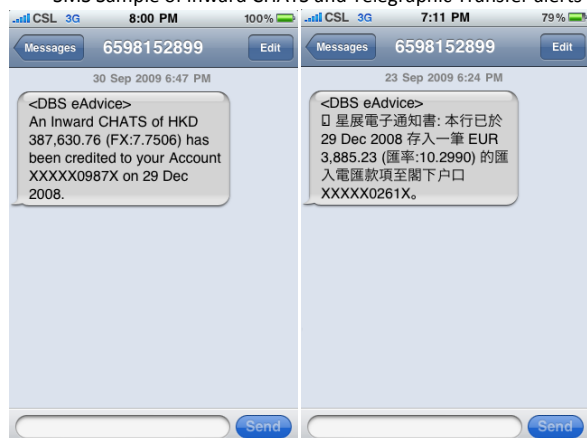 SMS Sample of Inward CHATS and Telegraphic Transfer alerts
CSL 3G 8:00 PM 100%
Messages 6598152899 Edit
30 Sep 2009 6:47 PM
<DBS eAdvice>
An Inward CHATS of HKD
387,630.76 (FX:7.7506) has
been credited to your Account
XXXXX0987X on 29 Dec
2008.
Send
CSL 3G 7:11 PM 79%
Messages 6598152899 Edit
23 Sep 2009 6:24 PM
<DBS eAdvice>
星展電子通知書: 本行已於
29 Dec 2008 存入一筆 EUR
3,885.23 (匯率:10.2990) 的匯
入電匯款項至閣下户口
XXXXX0261X。
Send